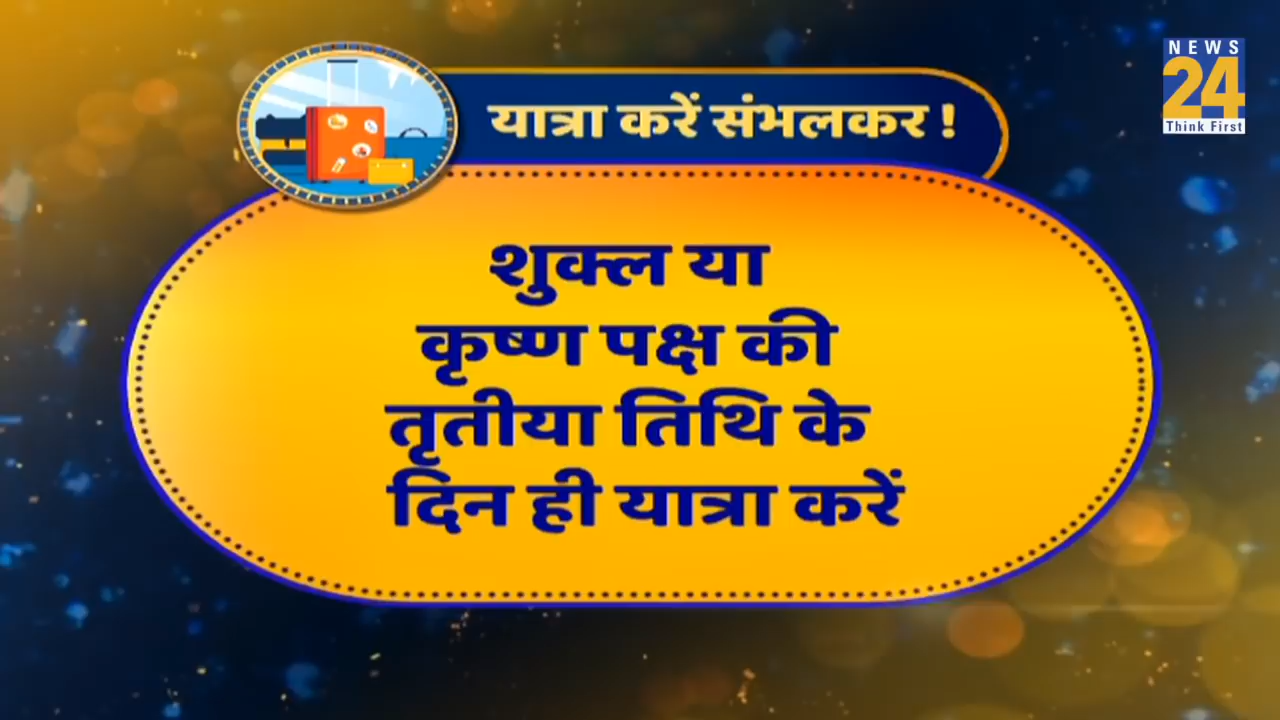 यात्रा करें संभलकर !
NEWS
24
Think First
शुक्ल या
कृष्ण पक्ष की
तृतीया तिथि के
दिन ही यात्रा करें